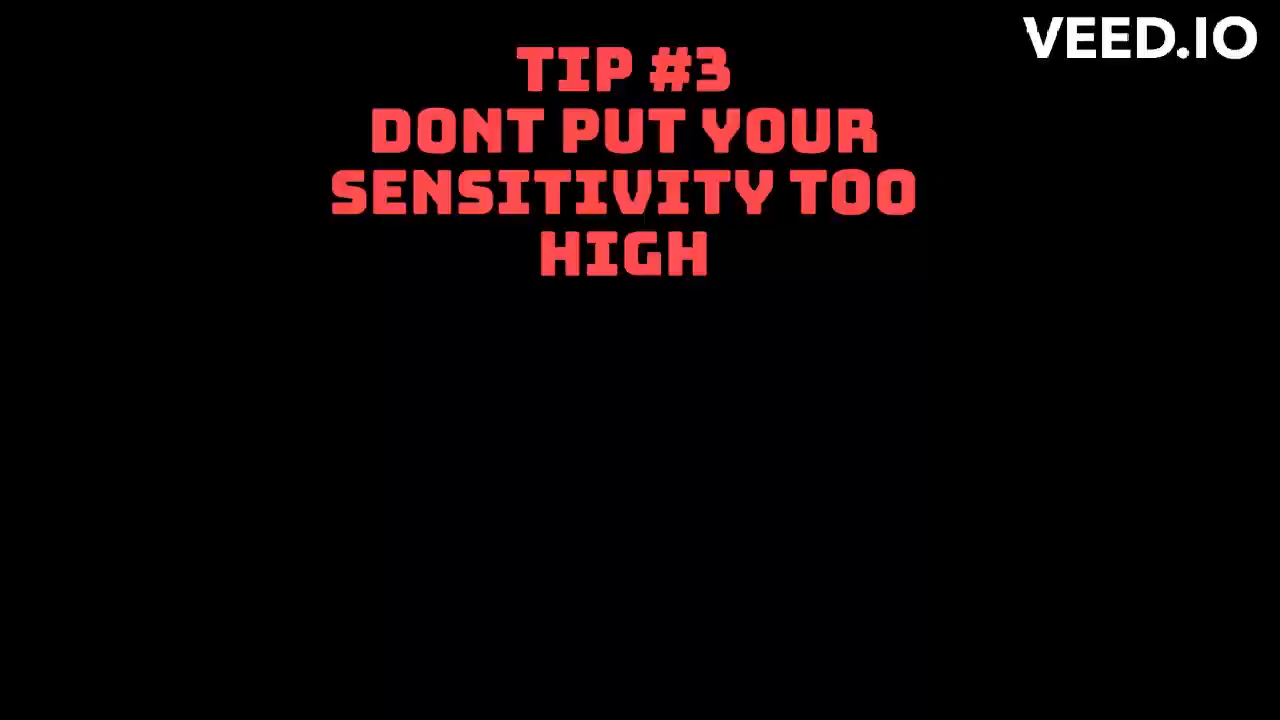 VEED.IO
TIP #3
DONT PUT YOUR
SENSITIVITY TOO
HIGH